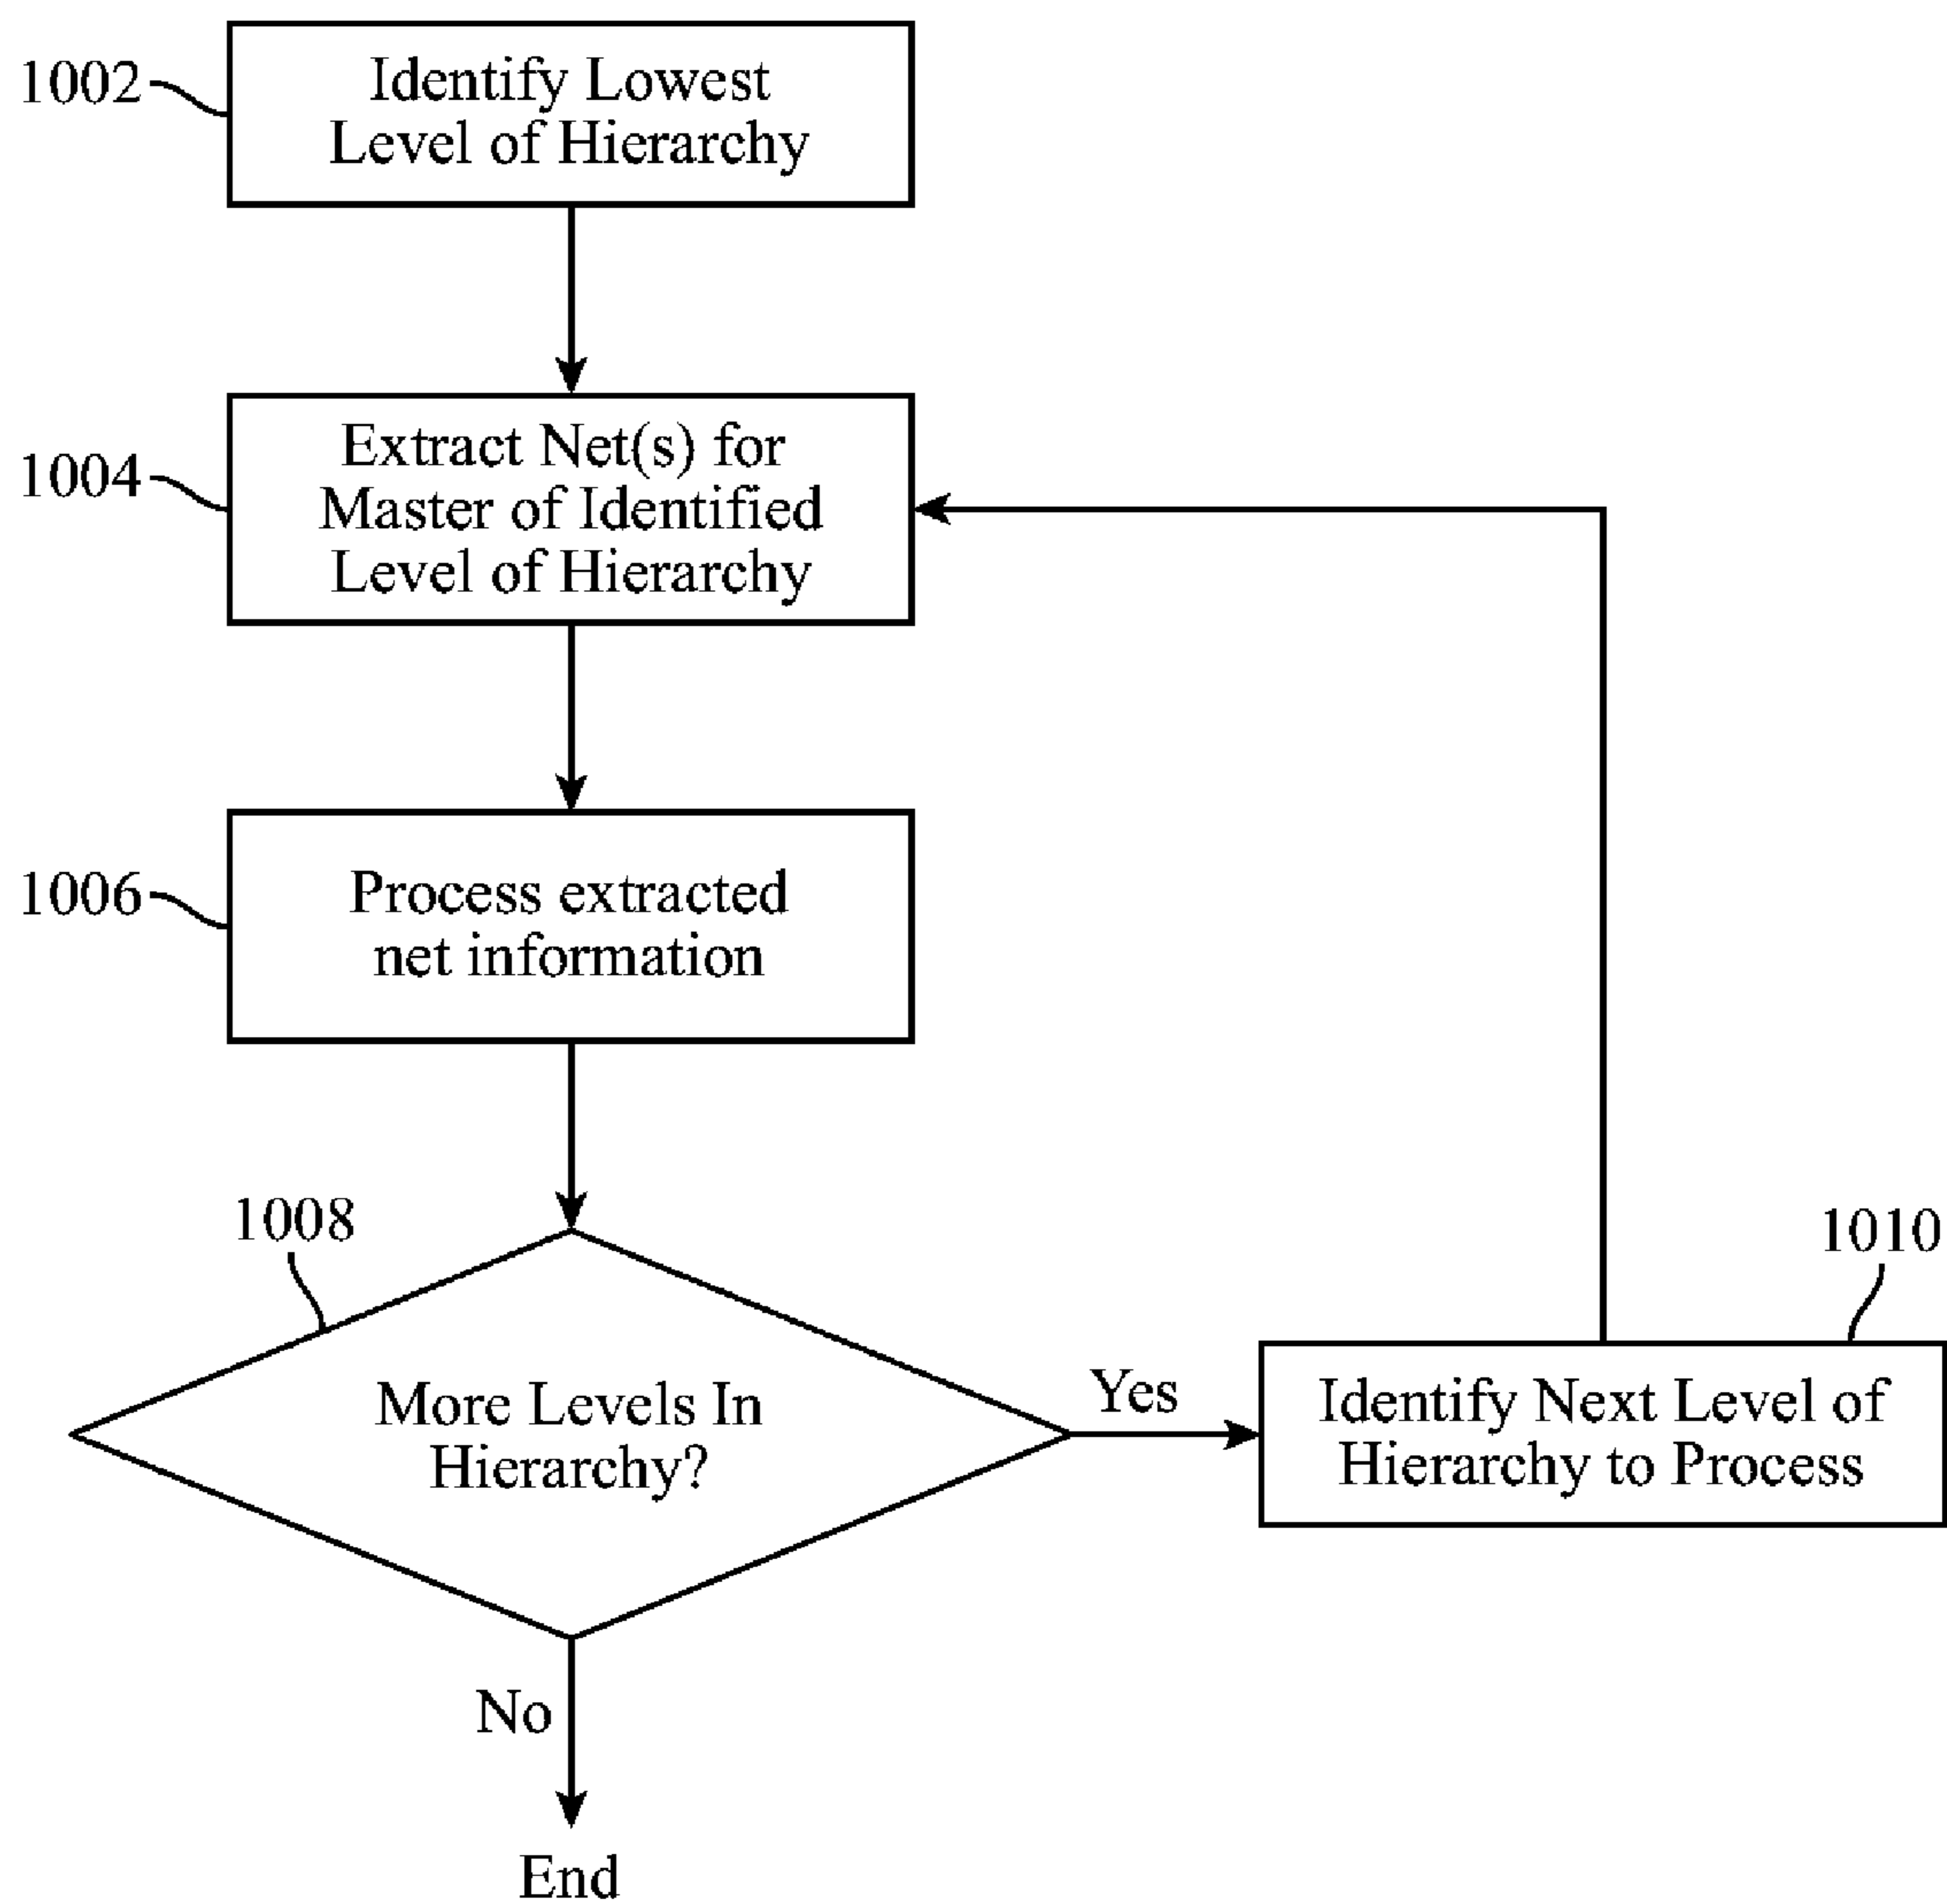 1002
Identify Lowest
Level of Hierarchy
1004
Extract Net(s) for
Master of Identified
Level of Hierarchy
1006
Process extracted
net information
1008
More Levels In
Hierarchy?
Yes
1010
Identify Next Level of
Hierarchy to Process
No
End